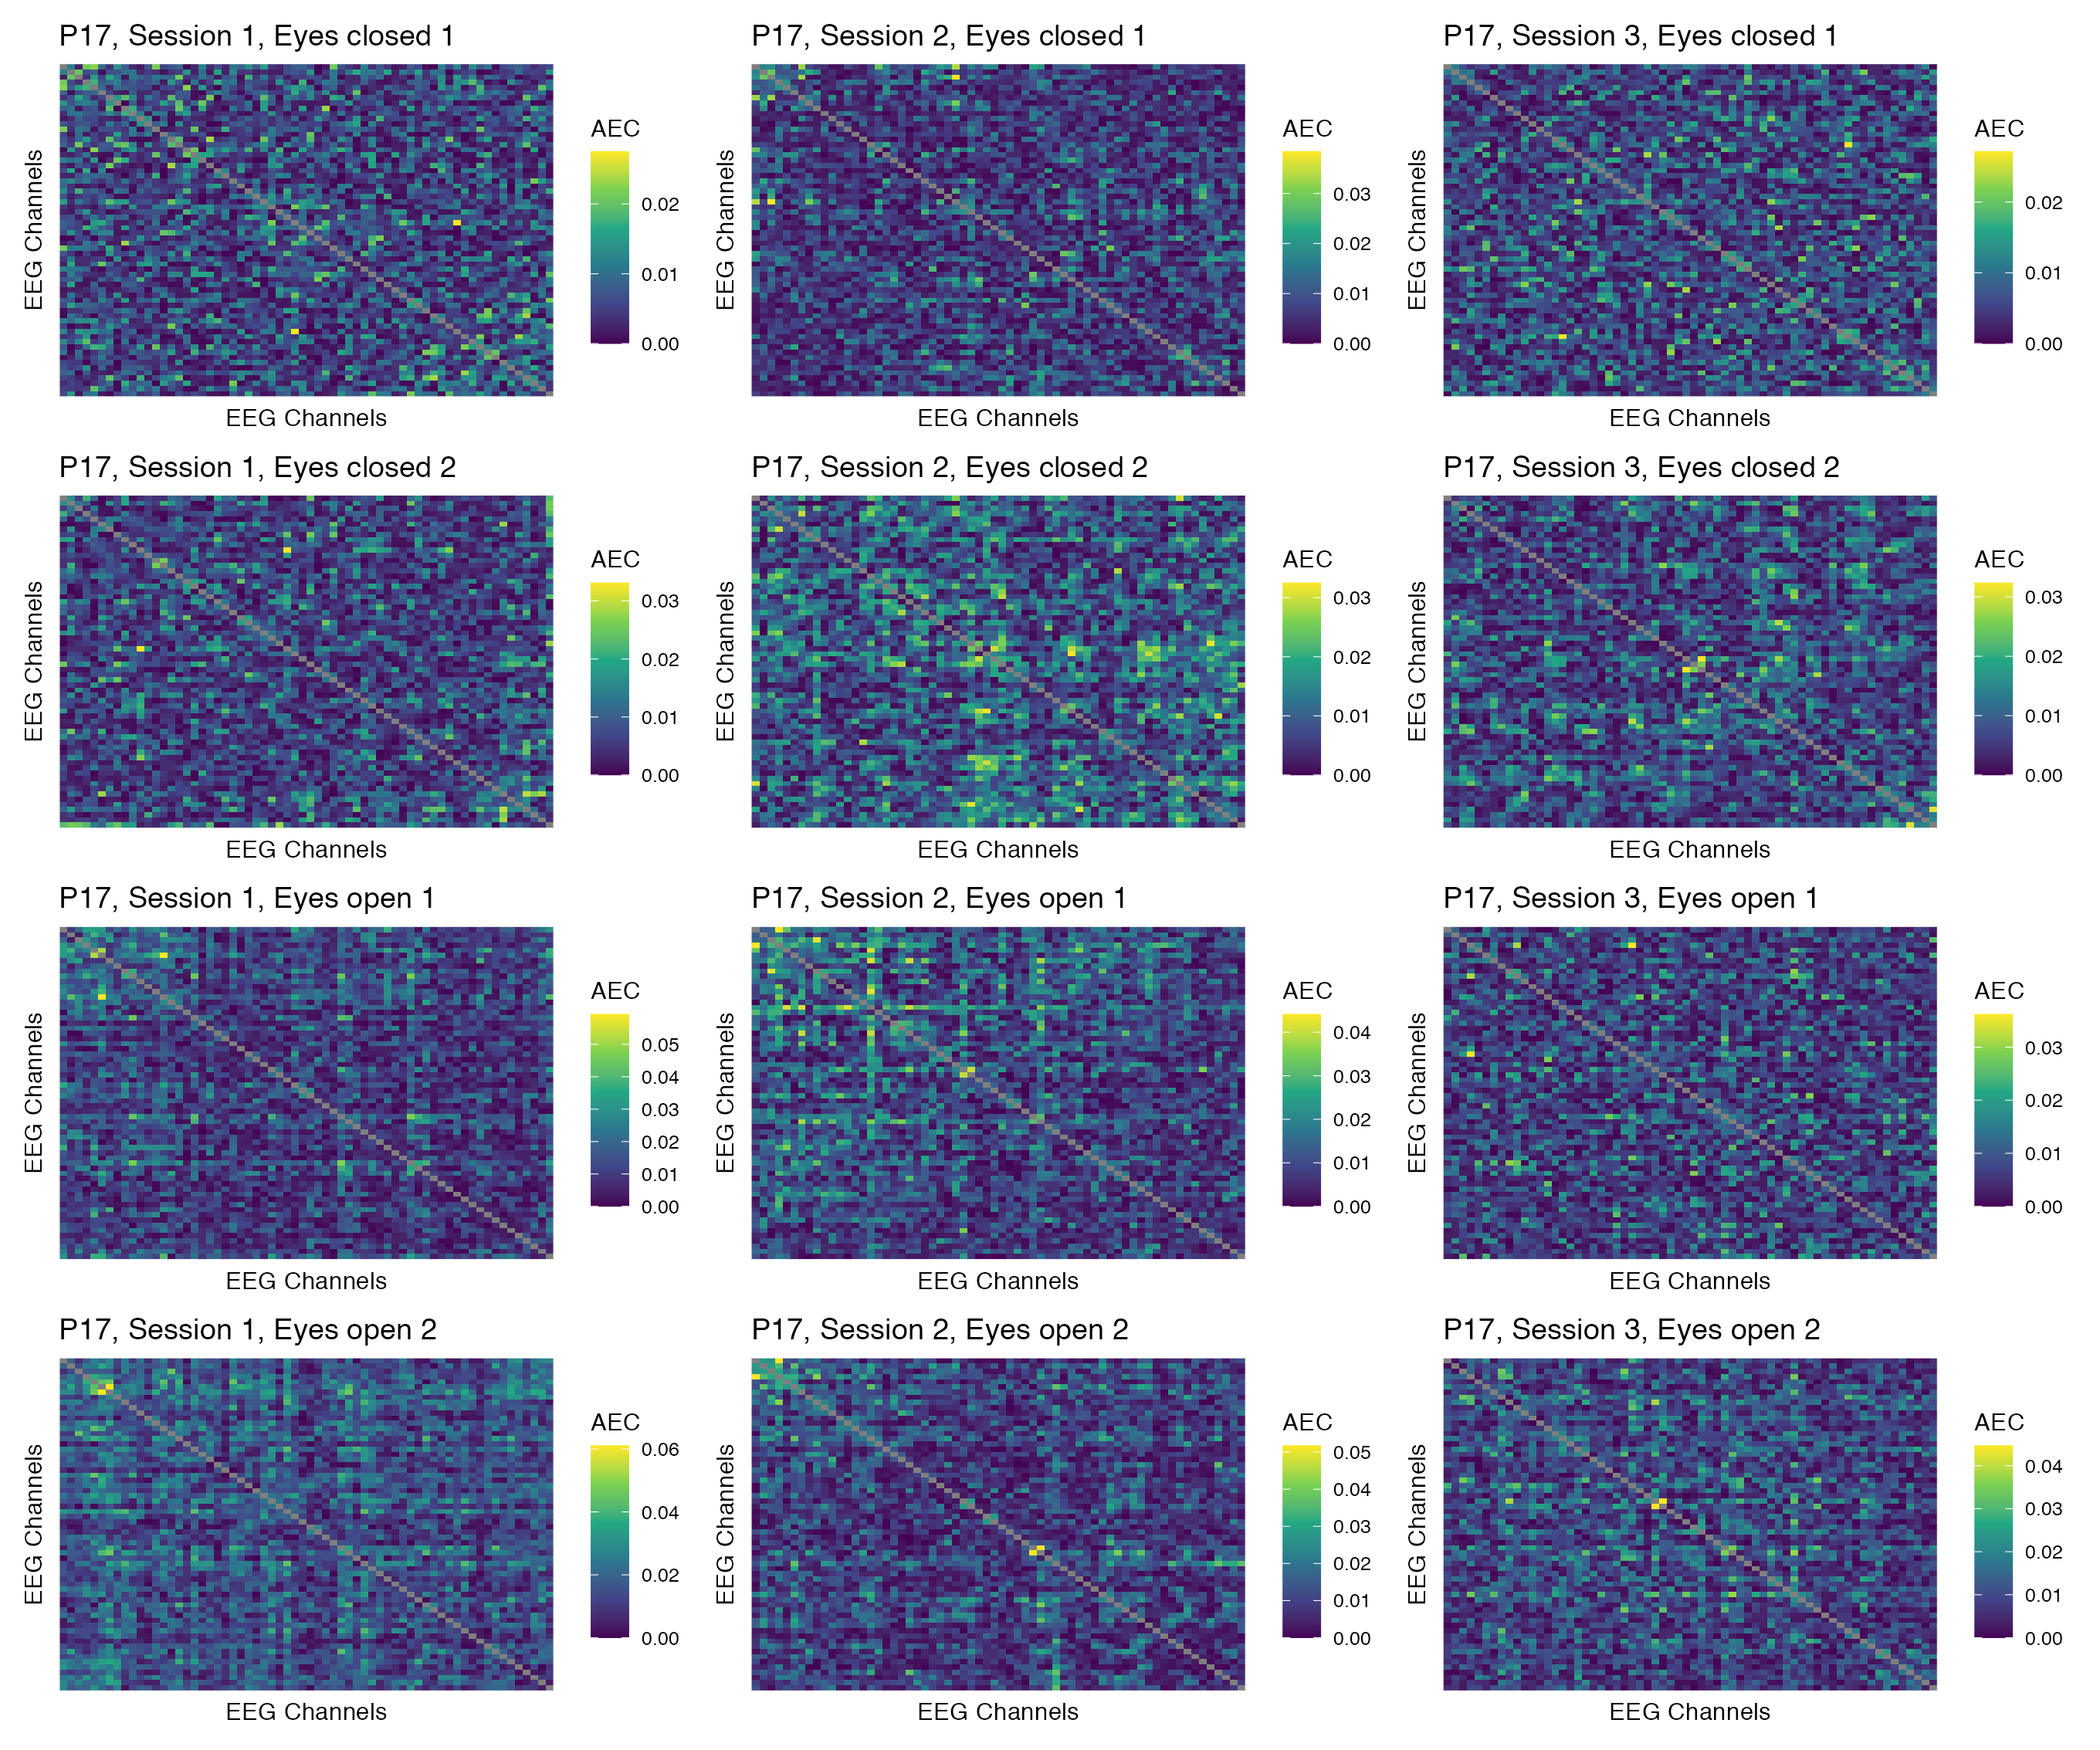 P17, Session 1, Eyes closed 1
EEG Channels
EEG Channels
AEC
0.02
0.01
0.00
P17, Session 2, Eyes closed 1
EEG Channels
EEG Channels
AEC
0.03
0.02
0.01
0.00
P17, Session 3, Eyes closed 1
EEG Channels
EEG Channels
AEC
0.02
0.01
0.00
P17, Session 1, Eyes closed 2
EEG Channels
EEG Channels
AEC
0.03
0.02
0.01
0.00
P17, Session 2, Eyes closed 2
EEG Channels
EEG Channels
AEC
0.03
0.02
0.01
0.00
P17, Session 3, Eyes closed 2
EEG Channels
EEG Channels
AEC
0.03
0.02
0.01
0.00
P17, Session 1, Eyes open 1
EEG Channels
EEG Channels
AEC
0.05
0.04
0.03
0.02
0.01
0.00
P17, Session 2, Eyes open 1
EEG Channels
EEG Channels
AEC
0.04
0.03
0.02
0.01
0.00
P17, Session 3, Eyes open 1
EEG Channels
EEG Channels
AEC
0.03
0.02
0.01
0.00
P17, Session 1, Eyes open 2
EEG Channels
EEG Channels
AEC
0.06
0.04
0.02
0.00
P17, Session 2, Eyes open 2
EEG Channels
EEG Channels
AEC
0.05
0.04
0.03
0.02
0.01
0.00
P17, Session 3, Eyes open 2
EEG Channels
EEG Channels
AEC
0.04
0.03
0.02
0.01
0.00